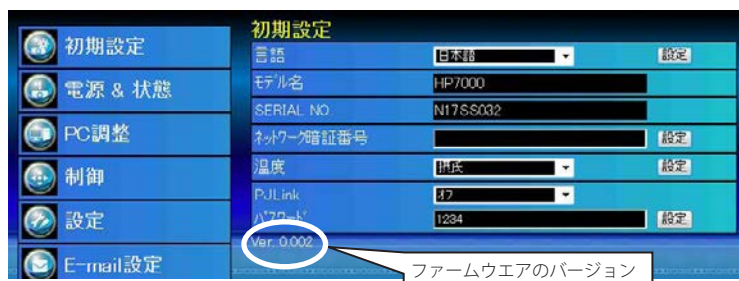 初期設定
電源 & 状態
PC調整
制御
設定
E-mail設定
初期設定
言語 日本語 設定
モデル名 HP7000
SERIAL NO. N17SS032
ネットワーク暗証番号 設定
温度 摂氏 設定
PJLink オフ
パスワード 1234 設定
Ver. 0.002
ファームウエアのバージョン